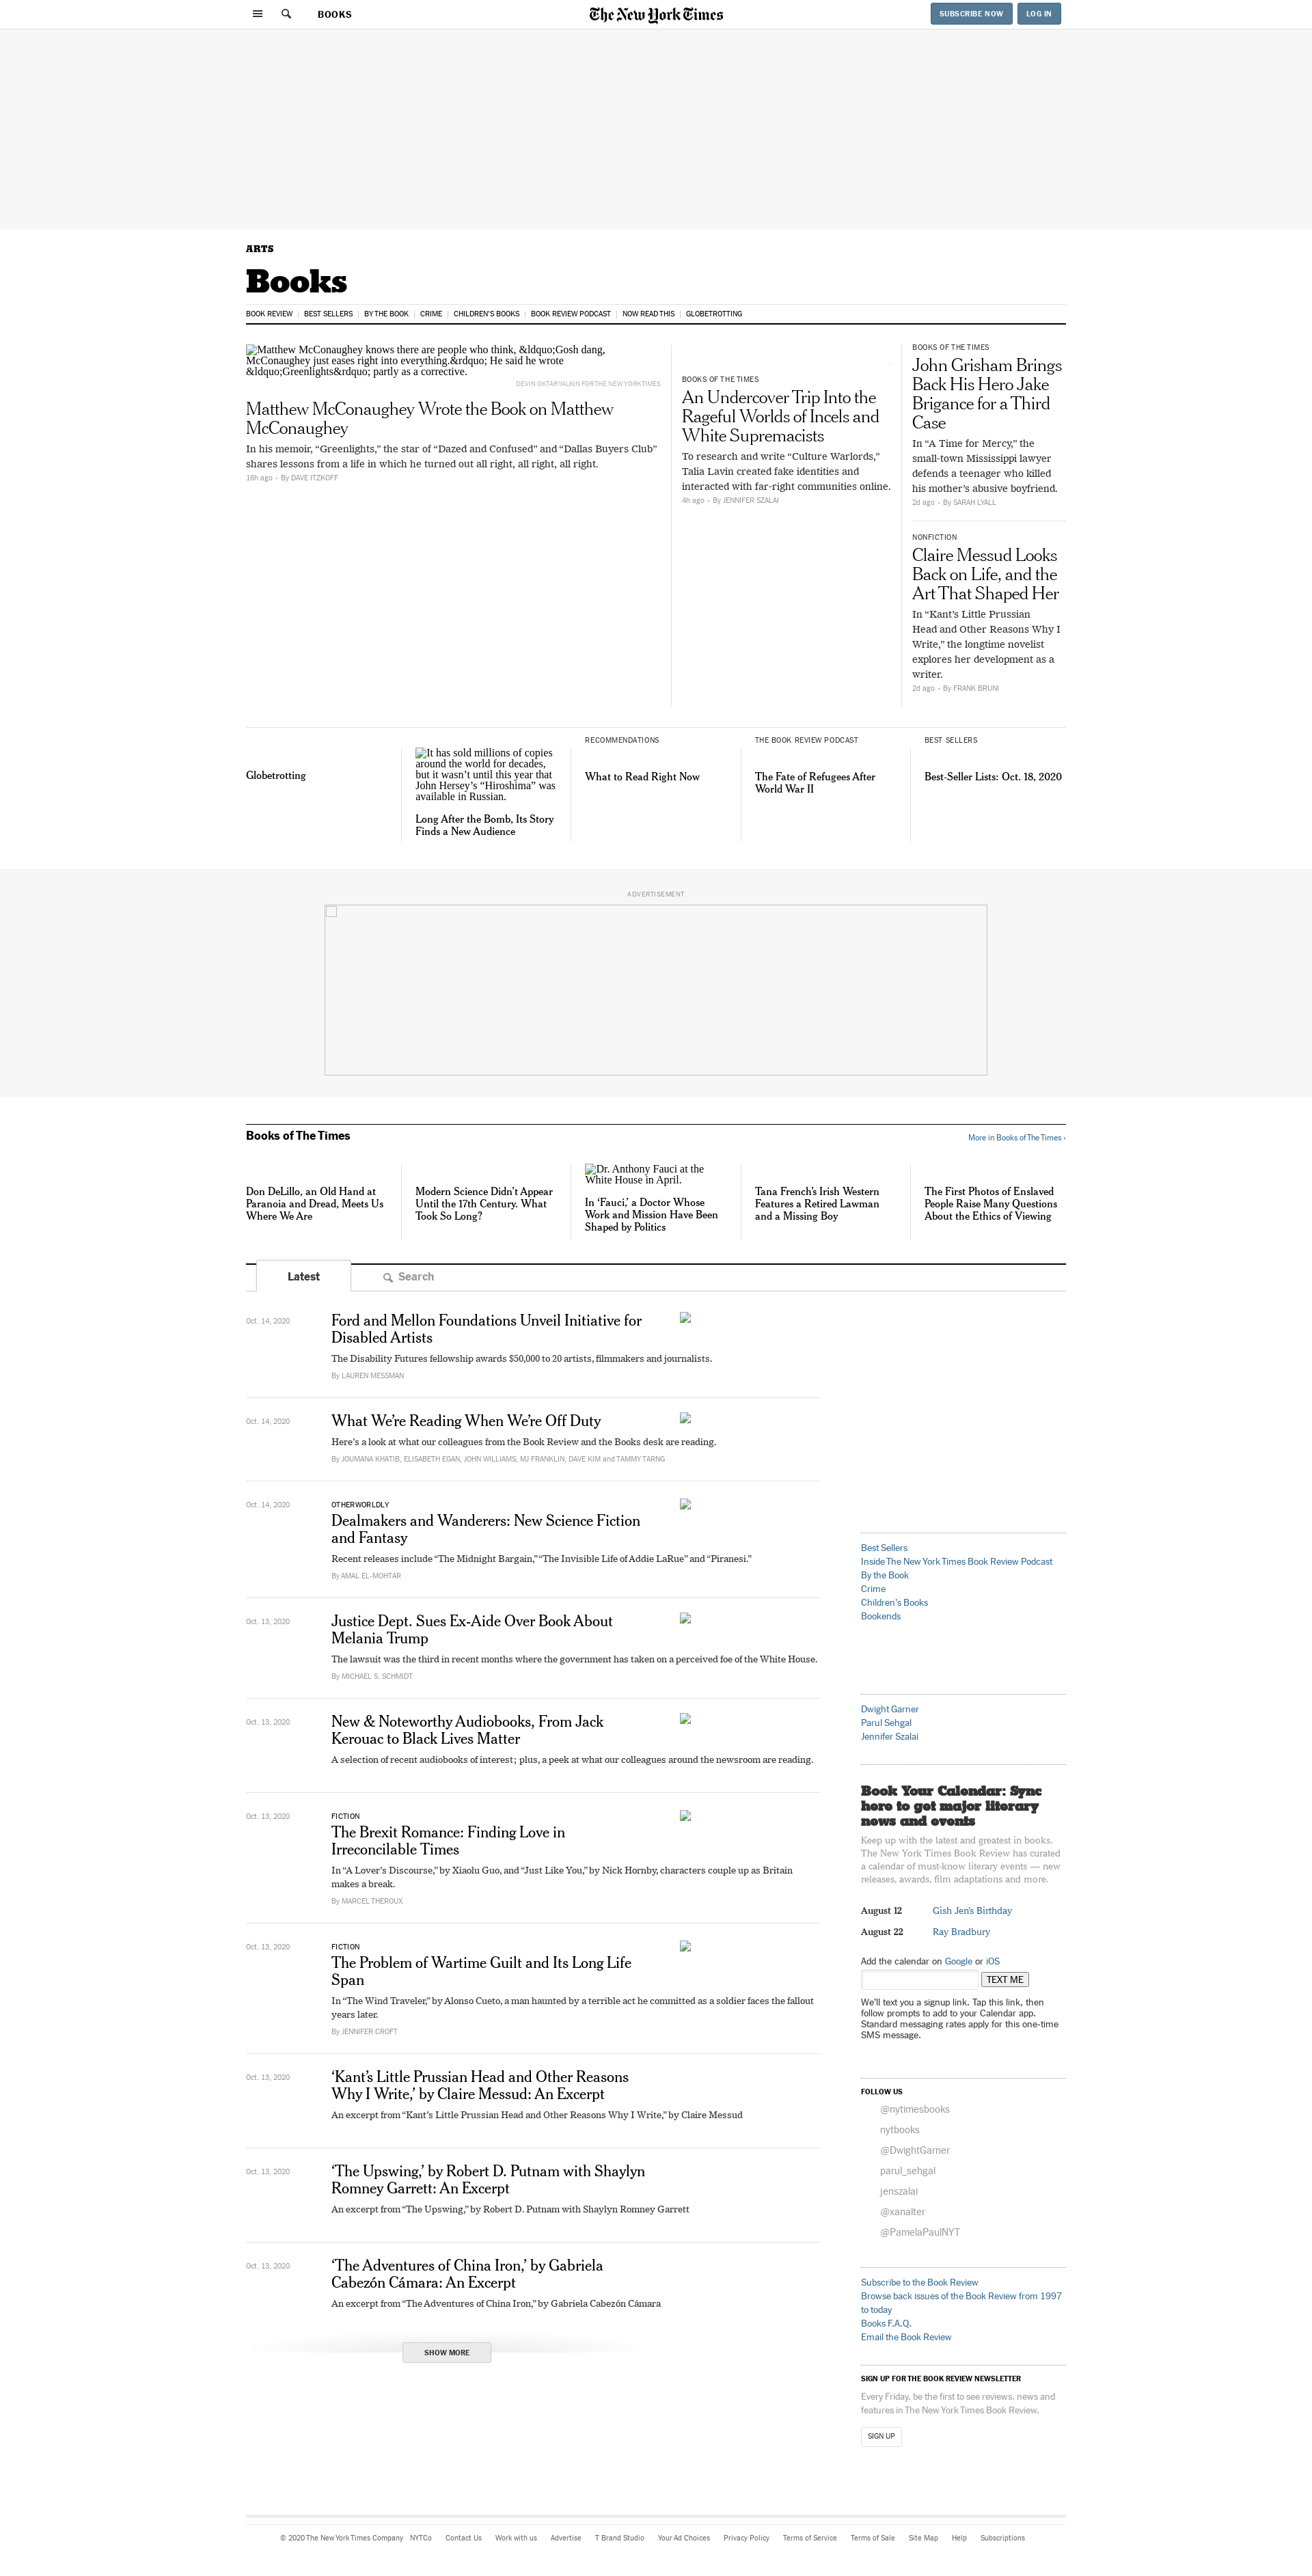 BOOKS
The New York Times
SUBSCRIBE NOW
LOG IN
ARTS
Books
BOOK REVIEW
BEST SELLERS
BY THE BOOK
CRIME
CHILDREN'S BOOKS
BOOK REVIEW PODCAST
NOW READ THIS
GLOBETROTTING
Matthew McConaughey knows there are people who think, &ldquo;Gosh dang,
McConaughey just eases right into everything.&rdquo; He said he wrote
&ldquo;Greenlights&rdquo; partly as a corrective.
DEVIN OKTAR YALKIN FOR THE NEW YORK TIMES
Matthew McConaughey Wrote the Book on Matthew
McConaughey
In his memoir, “Greenlights,” the star of “Dazed and Confused” and “Dallas Buyers Club”
shares lessons from a life in which he turned out all right, all right, all right.
16h ago • By DAVE ITZKOFF
BOOKS OF THE TIMES
An Undercover Trip Into the
Rageful Worlds of Incels and
White Supremacists
To research and write “Culture Warlords,”
Talia Lavin created fake identities and
interacted with far-right communities online.
4h ago • By JENNIFER SZALAI
BOOKS OF THE TIMES
John Grisham Brings
Back His Hero Jake
Brigance for a Third
Case
In “A Time for Mercy,” the
small-town Mississippi lawyer
defends a teenager who killed
his mother’s abusive boyfriend.
2d ago • By SARAH LYALL
NONFICTION
Claire Messud Looks
Back on Life, and the
Art That Shaped Her
In “Kant’s Little Prussian
Head and Other Reasons Why I
Write,” the longtime novelist
explores her development as a
writer.
2d ago • By FRANK BRUNI
Globetrotting
It has sold millions of copies
around the world for decades,
but it wasn’t until this year that
John Hersey’s “Hiroshima” was
available in Russian.
Long After the Bomb, Its Story
Finds a New Audience
RECOMMENDATIONS
What to Read Right Now
THE BOOK REVIEW PODCAST
The Fate of Refugees After
World War II
BEST SELLERS
Best-Seller Lists: Oct. 18, 2020
ADVERTISEMENT
Books of The Times
More in Books of The Times ›
Don DeLillo, an Old Hand at
Paranoia and Dread, Meets Us
Where We Are
Modern Science Didn’t Appear
Until the 17th Century. What
Took So Long?
Dr. Anthony Fauci at the
White House in April.
In ‘Fauci,’ a Doctor Whose
Work and Mission Have Been
Shaped by Politics
Tana French’s Irish Western
Features a Retired Lawman
and a Missing Boy
The First Photos of Enslaved
People Raise Many Questions
About the Ethics of Viewing
Latest
Search
Oct. 14, 2020
Ford and Mellon Foundations Unveil Initiative for
Disabled Artists
The Disability Futures fellowship awards $50,000 to 20 artists, filmmakers and journalists.
By LAUREN MESSMAN
Oct. 14, 2020
What We’re Reading When We’re Off Duty
Here’s a look at what our colleagues from the Book Review and the Books desk are reading.
By JOUMANA KHATIB, ELISABETH EGAN, JOHN WILLIAMS, MJ FRANKLIN, DAVE KIM and TAMMY TARNG
Oct. 14, 2020
OTHERWORLDLY
Dealmakers and Wanderers: New Science Fiction
and Fantasy
Recent releases include “The Midnight Bargain,” “The Invisible Life of Addie LaRue” and “Piranesi.”
By AMAL EL-MOHTAR
Oct. 13, 2020
Justice Dept. Sues Ex-Aide Over Book About
Melania Trump
The lawsuit was the third in recent months where the government has taken on a perceived foe of the White House.
By MICHAEL S. SCHMIDT
Oct. 13, 2020
New & Noteworthy Audiobooks, From Jack
Kerouac to Black Lives Matter
A selection of recent audiobooks of interest; plus, a peek at what our colleagues around the newsroom are reading.
Oct. 13, 2020
FICTION
The Brexit Romance: Finding Love in
Irreconcilable Times
In “A Lover’s Discourse,” by Xiaolu Guo, and “Just Like You,” by Nick Hornby, characters couple up as Britain
makes a break.
By MARCEL THEROUX
Oct. 13, 2020
FICTION
The Problem of Wartime Guilt and Its Long Life
Span
In “The Wind Traveler,” by Alonso Cueto, a man haunted by a terrible act he committed as a soldier faces the fallout
years later.
By JENNIFER CROFT
Oct. 13, 2020
‘Kant’s Little Prussian Head and Other Reasons
Why I Write,’ by Claire Messud: An Excerpt
An excerpt from “Kant’s Little Prussian Head and Other Reasons Why I Write,” by Claire Messud
Oct. 13, 2020
‘The Upswing,’ by Robert D. Putnam with Shaylyn
Romney Garrett: An Excerpt
An excerpt from “The Upswing,” by Robert D. Putnam with Shaylyn Romney Garrett
Oct. 13, 2020
‘The Adventures of China Iron,’ by Gabriela
Cabezón Cámara: An Excerpt
An excerpt from “The Adventures of China Iron,” by Gabriela Cabezón Cámara
SHOW MORE
Best Sellers
Inside The New York Times Book Review Podcast
By the Book
Crime
Children’s Books
Bookends
Dwight Garner
Parul Sehgal
Jennifer Szalai
Book Your Calendar: Sync
here to get major literary
news and events
Keep up with the latest and greatest in books.
The New York Times Book Review has curated
a calendar of must-know literary events — new
releases, awards, film adaptations and more.
August 12 Gish Jen’s Birthday
August 22 Ray Bradbury
Add the calendar on Google or iOS
TEXT ME
We’ll text you a signup link. Tap this link, then
follow prompts to add to your Calendar app.
Standard messaging rates apply for this one-time
SMS message.
FOLLOW US
@nytimesbooks
nytbooks
@DwightGarner
parul_sehgal
jenszalai
@xanalter
@PamelaPaulNYT
Subscribe to the Book Review
Browse back issues of the Book Review from 1997
to today
Books F.A.Q.
Email the Book Review
SIGN UP FOR THE BOOK REVIEW NEWSLETTER
Every Friday, be the first to see reviews, news and
features in The New York Times Book Review.
SIGN UP
© 2020 The New York Times Company NYTCo Contact Us Work with us Advertise T Brand Studio Your Ad Choices Privacy Policy Terms of Service Terms of Sale Site Map Help Subscriptions